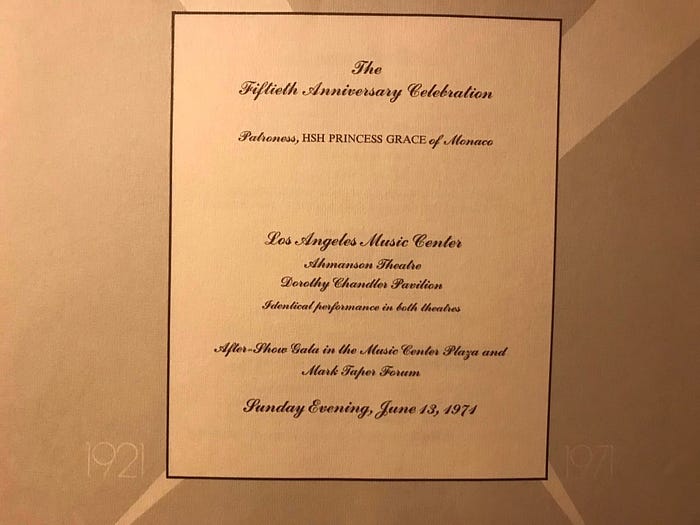 The
Fiftieth Anniversary Celebration
Patroness, HSH PRINCESS GRACE of Monaco
Los Angeles Music Center
Ahmanson Theatre
Dorothy Chandler Pavilion
Identical performance in both theatres
After-Show Gala in the Music Center Plaza and
Mark Taper Forum
Sunday Evening, June 13, 1971
1921
1971